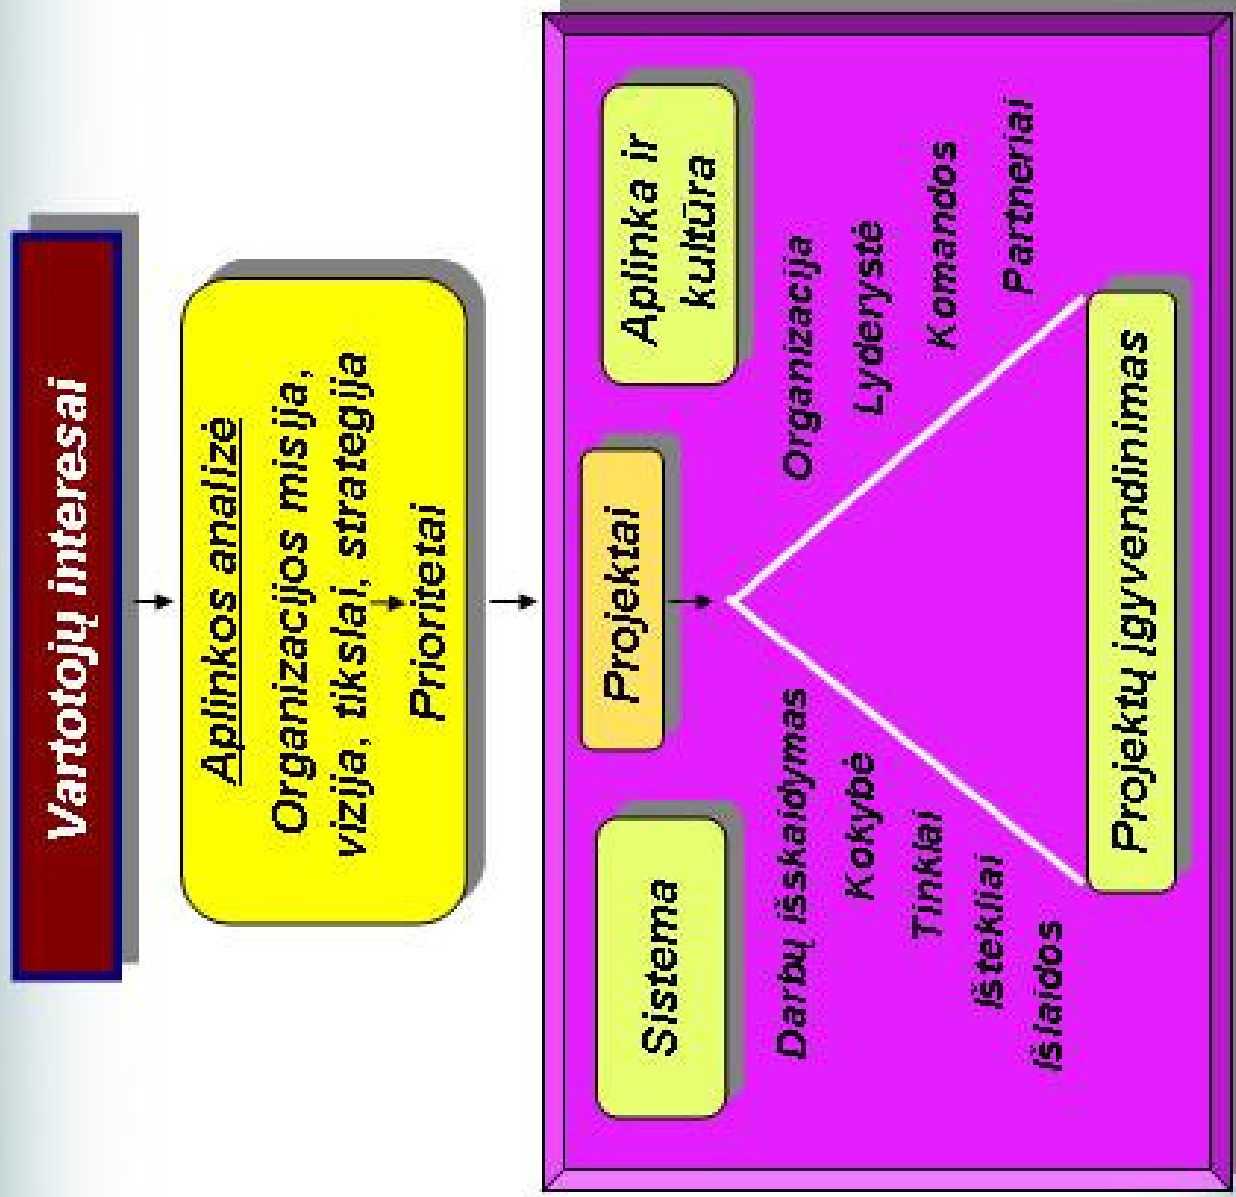 Vartotojų interesai
Aplinkos analizė
Organizacijos misija,
vizija, tikslai, strategija
Prioritetai
Sistema
Projektai
Aplinka ir
kultūra
Darbų išskaidymas
Kokybė
Tinklai
Ištekliai
išlaidos
Organizacija
Lyderystė
Komandos
Partneriai
Projektų įgyvendinimas